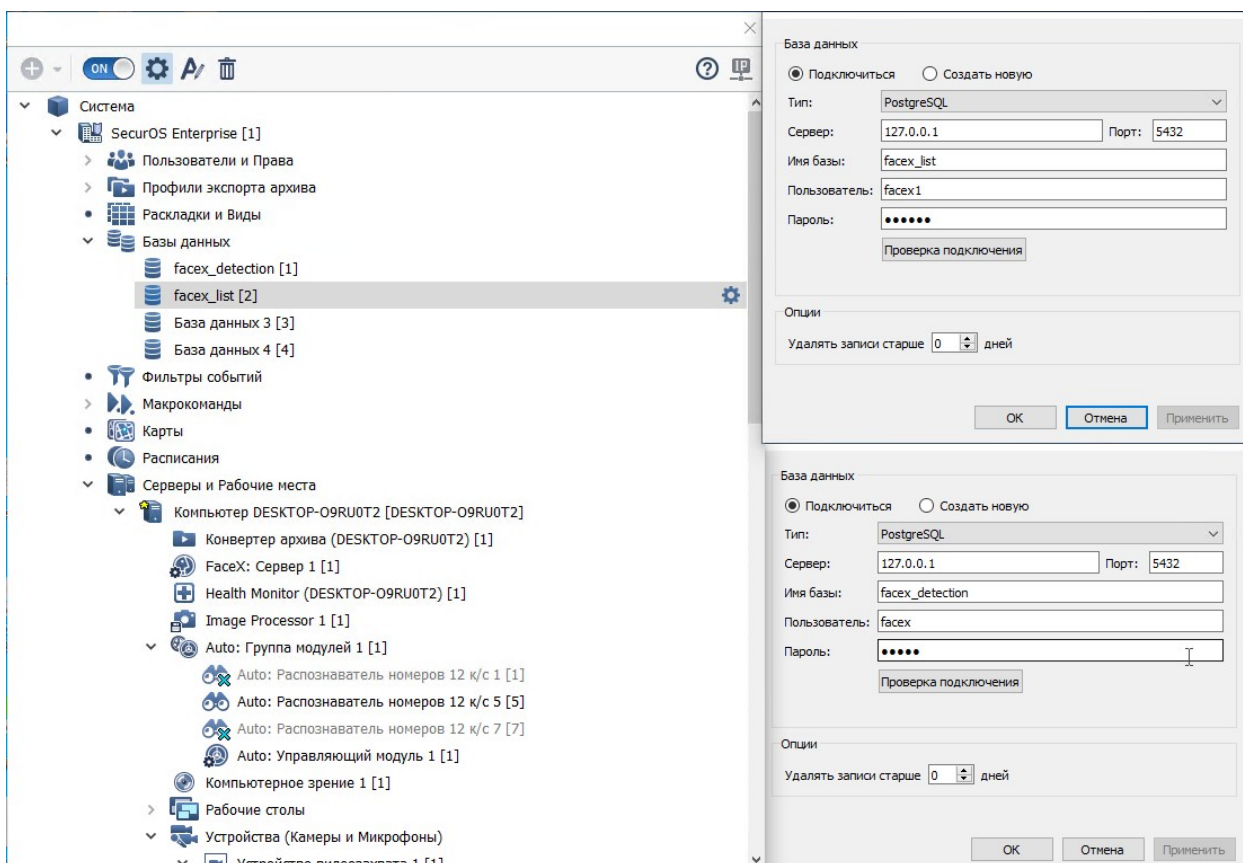 ON
IP
Система
SecurOS Enterprise [1]
Пользователи и Права
Профили экспорта архива
Раскладки и Виды
Базы данных
facex_detection [1]
facex_list [2]
База данных 3 [3]
База данных 4 [4]
Фильтры событий
Макрокоманды
Карты
Расписания
Серверы и Рабочие места
Компьютер DESKTOP-O9RU0T2 [DESKTOP-O9RU0T2]
Конвертер архива (DESKTOP-O9RU0T2) [1]
FaceX: Сервер 1 [1]
Health Monitor (DESKTOP-O9RU0T2) [1]
Image Processor 1 [1]
Auto: Группа модулей 1 [1]
Auto: Распознаватель номеров 12 к/с 1 [1]
Auto: Распознаватель номеров 12 к/с 5 [5]
Auto: Распознаватель номеров 12 к/с 7 [7]
Auto: Управляющий модуль 1 [1]
Компьютерное зрение 1 [1]
Рабочие столы
Устройства (Камеры и Микрофоны)
Устройство видеозахвата 1 [1]
База данных
Подключиться Создать новую
Тип: PostgreSQL
Сервер: 127.0.0.1 Порт: 5432
Имя базы: facex_list
Пользователь: facex1
Пароль: ●●●●●●
Проверка подключения
Опции
Удалять записи старше 0 дней
OK Отмена Применить
База данных
Подключиться Создать новую
Тип: PostgreSQL
Сервер: 127.0.0.1 Порт: 5432
Имя базы: facex_detection
Пользователь: facex
Пароль: ●●●●●
Проверка подключения
Опции
Удалять записи старше 0 дней
OK Отмена Применить